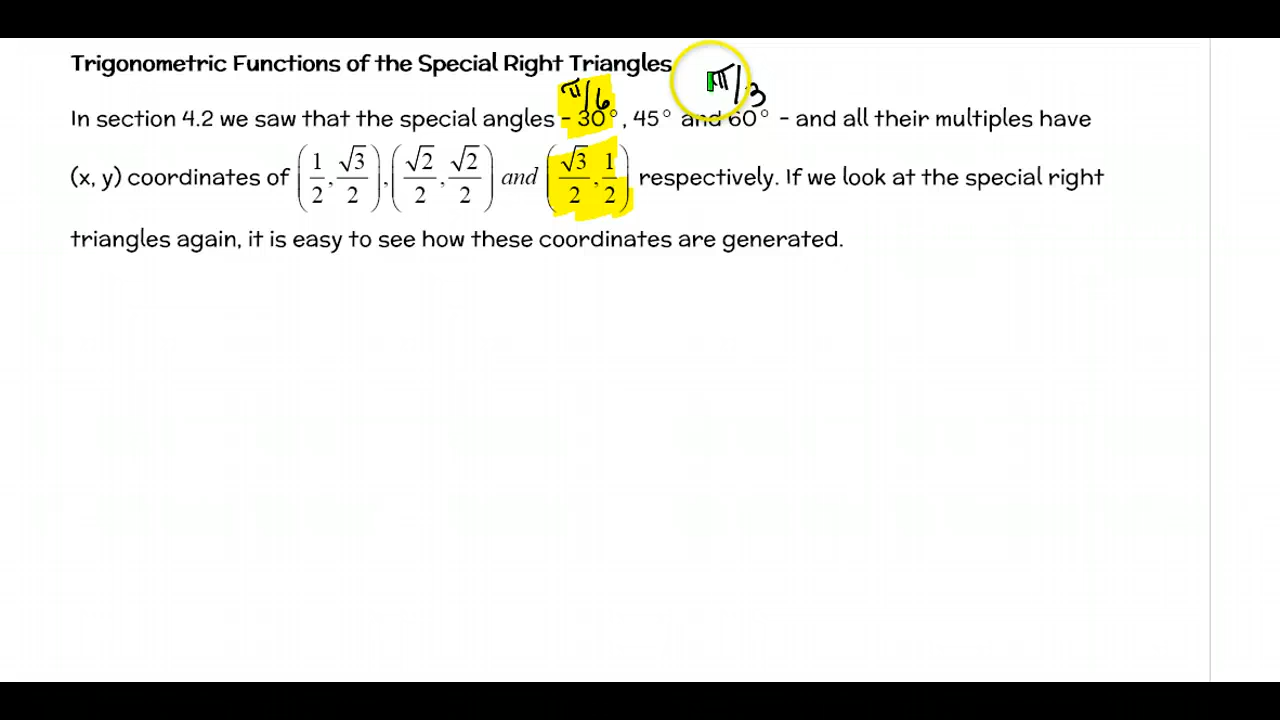 Trigonometric Functions of the Special Right Triangles
π/6 π/3
In section 4.2 we saw that the special angles – 30°, 45° and 60° – and all their multiples have
(x, y) coordinates of (1/2, √3/2), (√2/2, √2/2) and (√3/2, 1/2) respectively. If we look at the special right
triangles again, it is easy to see how these coordinates are generated.